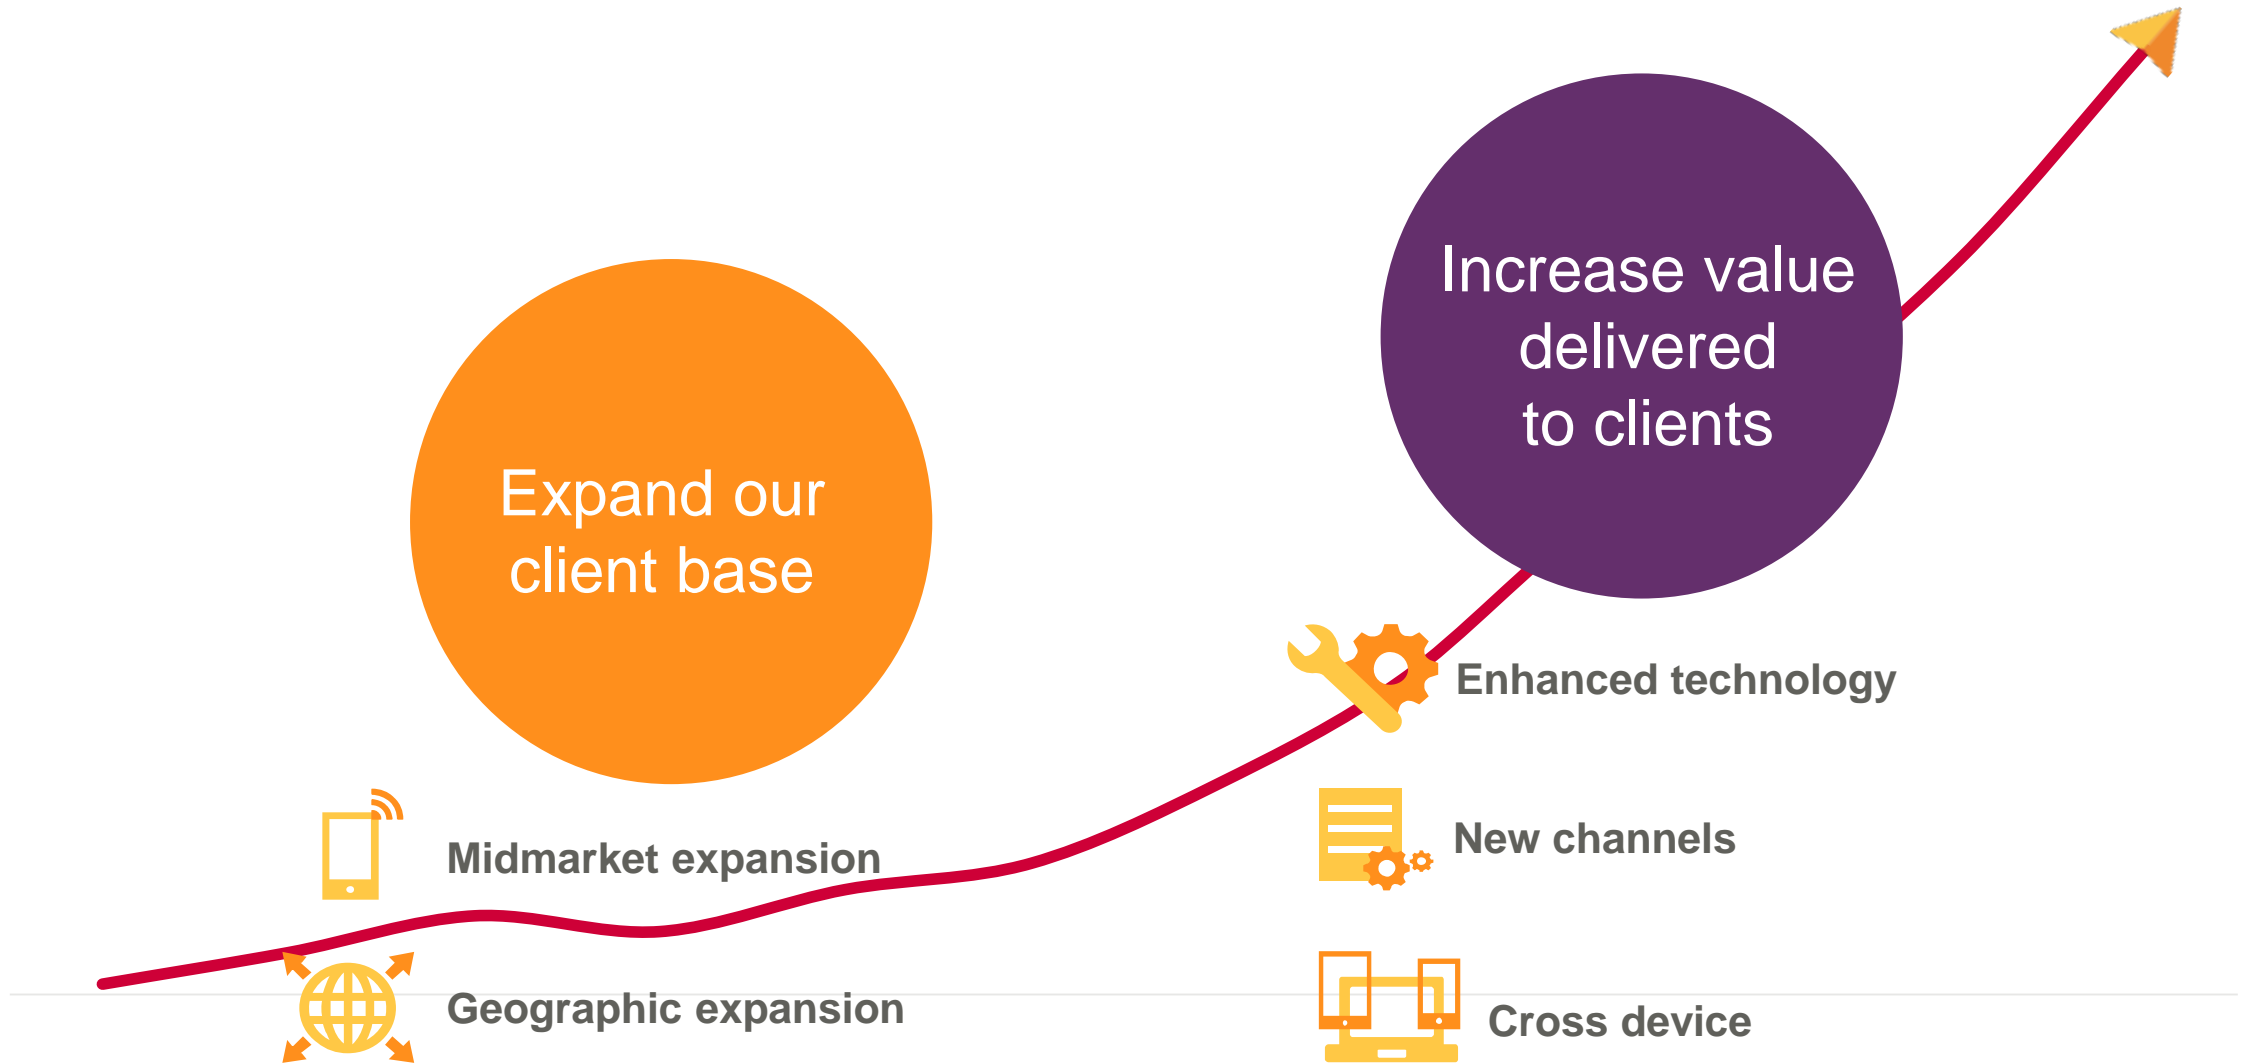 Expand our
client base
Midmarket expansion
Geographic expansion
Increase value
delivered
to clients
Enhanced technology
New channels
Cross device